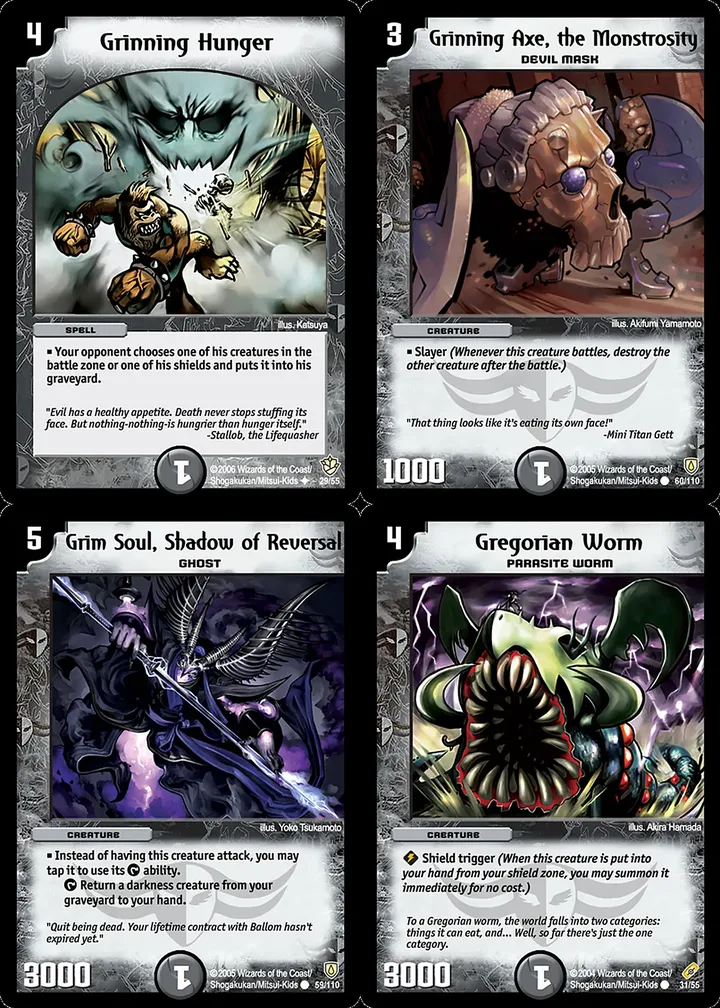 4
Grinning Hunger
illus. Katsuya
SPELL
▪ Your opponent chooses one of his creatures in the
battle zone or one of his shields and puts it into his
graveyard.
"Evil has a healthy appetite. Death never stops stuffing its
face. But nothing-nothing-is hungrier than hunger itself."
-Stallob, the Lifequasher
1
©2006 Wizards of the Coast/
Shogakukan/Mitsui-Kids
29/55
3
Grinning Axe, the Monstrosity
DEVIL MASK
illus. Akifumi Yamamoto
CREATURE
▪ Slayer (Whenever this creature battles, destroy the
other creature after the battle.)
"That thing looks like it's eating its own face!"
-Mini Titan Gett
1000
1
©2005 Wizards of the Coast/
Shogakukan/Mitsui-Kids
60/110
5
Grim Soul, Shadow of Reversal
GHOST
illus. Yoko Tsukamoto
CREATURE
▪ Instead of having this creature attack, you may
tap it to use its ability.
Return a darkness creature from your
graveyard to your hand.
"Quit being dead. Your lifetime contract with Ballom hasn't
expired yet."
3000
1
©2005 Wizards of the Coast/
Shogakukan/Mitsui-Kids
59/110
4
Gregorian Worm
PARASITE WORM
illus. Akira Hamada
CREATURE
Shield trigger (When this creature is put into
your hand from your shield zone, you may summon it
immediately for no cost.)
To a Gregorian worm, the world falls into two categories:
things it can eat, and... Well, so far there's just the one
category.
3000
1
©2004 Wizards of the Coast/
Shogakukan/Mitsui-Kids
31/55